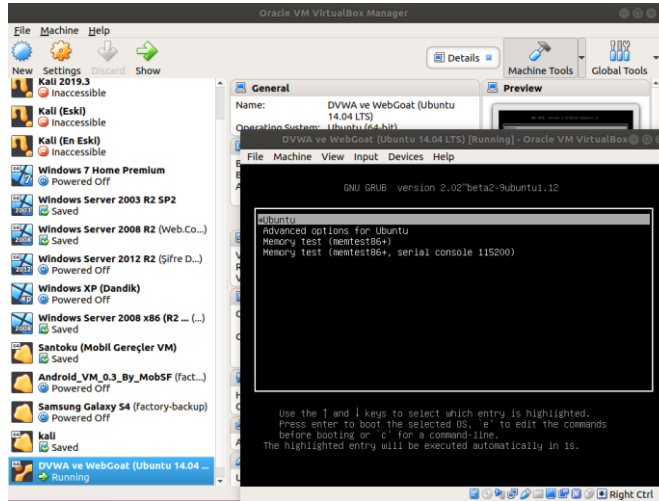 Oracle VM VirtualBox Manager
File Machine Help
New Settings Discard Show
Details
Machine Tools
Global Tools
Kali 2019.3
Inaccessible
Kali (Eski)
Inaccessible
Kali (En Eski)
Inaccessible
Windows 7 Home Premium
Powered Off
Windows Server 2003 R2 SP2
Saved
Windows Server 2008 R2 (Web.Co...)
Saved
Windows Server 2012 R2 (Şifre D...)
Powered Off
Windows XP (Dandik)
Powered Off
Windows Server 2008 x86 (R2 ... (...)
Saved
Santoku (Mobil Gereçler VM)
Saved
Android_VM_0.3_By_MobSF (fact...)
Powered Off
Samsung Galaxy S4 (factory-backup)
Powered Off
kali
Saved
DVWA ve WebGoat (Ubuntu 14.04 ...
Running
General
Name: DVWA ve WebGoat (Ubuntu
14.04 LTS)
Operating System: Ubuntu (64-bit)
Preview
DVWA ve WebGoat (Ubuntu 14.04 LTS) [Running] - Oracle VM VirtualBox
File Machine View Input Devices Help
GNU GRUB version 2.02~beta2-9ubuntu1.12
*Ubuntu
Advanced options for Ubuntu
Memory test (memtest86+)
Memory test (memtest86+, serial console 115200)
Use the ↑ and ↓ keys to select which entry is highlighted.
Press enter to boot the selected OS, `e' to edit the commands
before booting or `c' for a command-line.
The highlighted entry will be executed automatically in 1s.
Right Ctrl